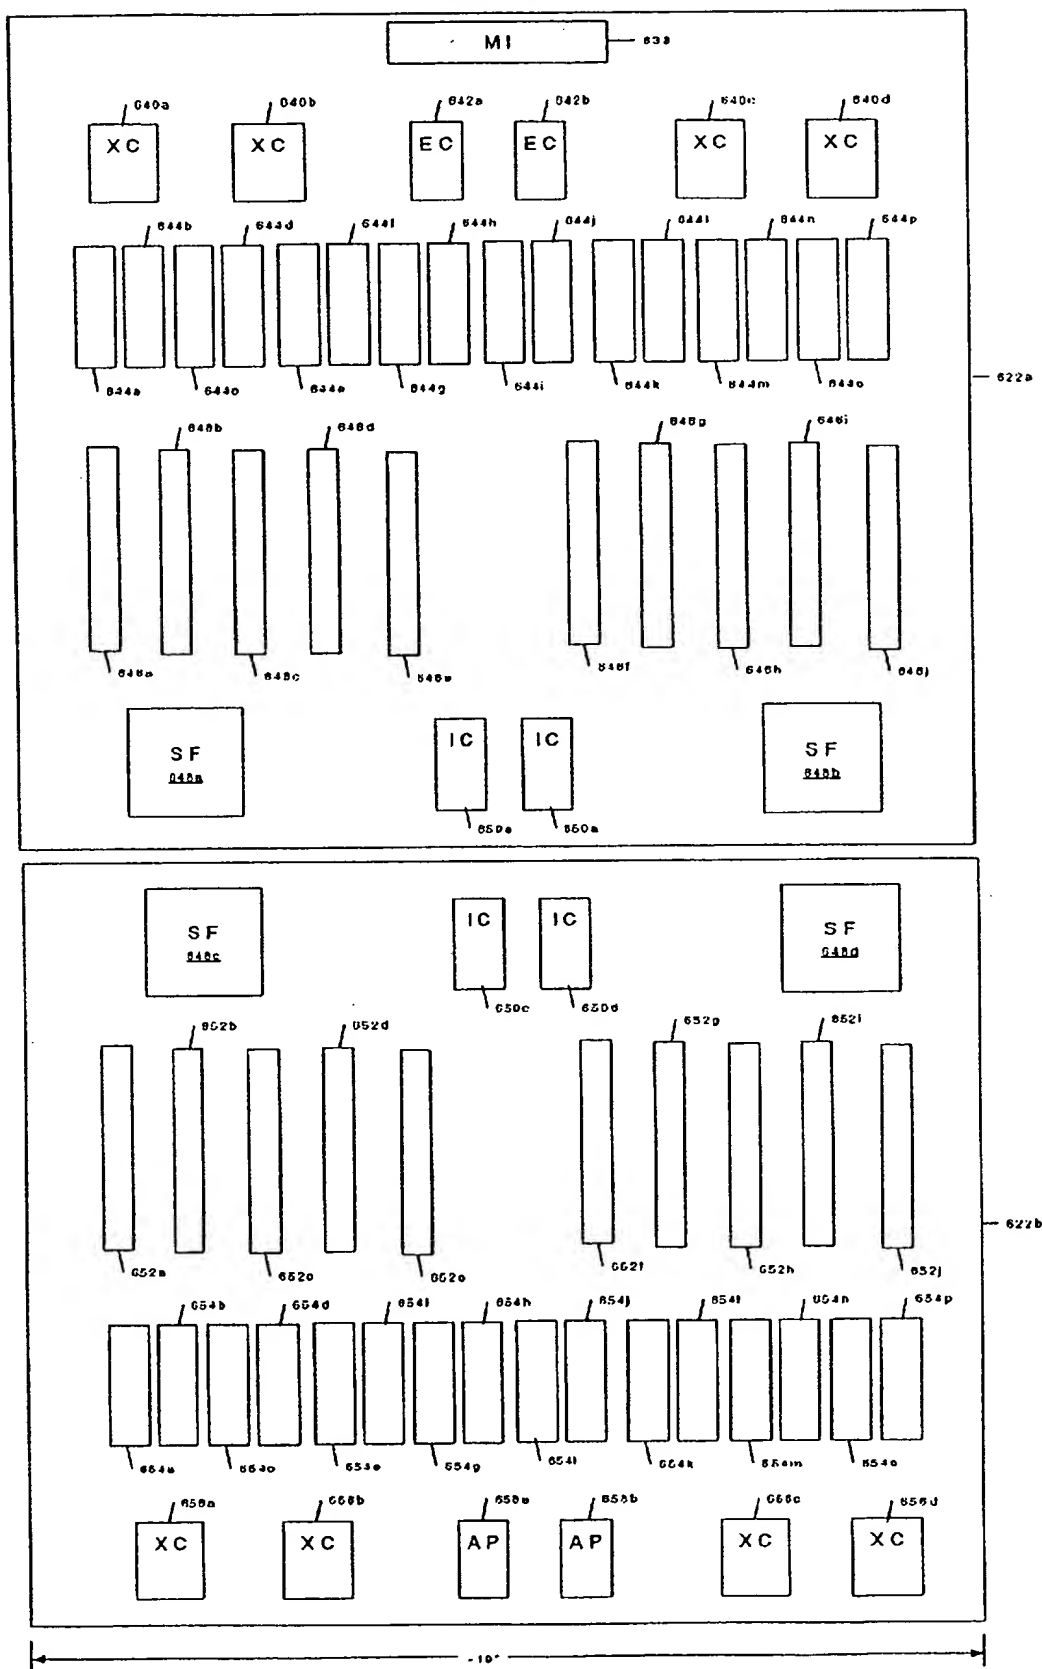 MI 633
640a 640b 642a 642b 640c 640d
XC XC EC EC XC XC
644b 644d 644f 644h 644j 644l 644n 644p
644a 644c 644e 644g 644i 644k 644m 644o
622a
646b 646d 646g 646i
646a 646c 646e 646f 646h 646j
SF IC IC SF
648a 648b
650a
SF IC IC SF
648c 648d
650c 650d
652b 652d 652g 652i
622b
652a 652c 652e 652f 652h 652j
654b 654d 654f 654h 654j 654l 654n 654p
654a 654c 654e 654g 654i 654k 654m 654o
656a 656b 658a 658b 656c 656d
XC XC AP AP XC XC
~19"